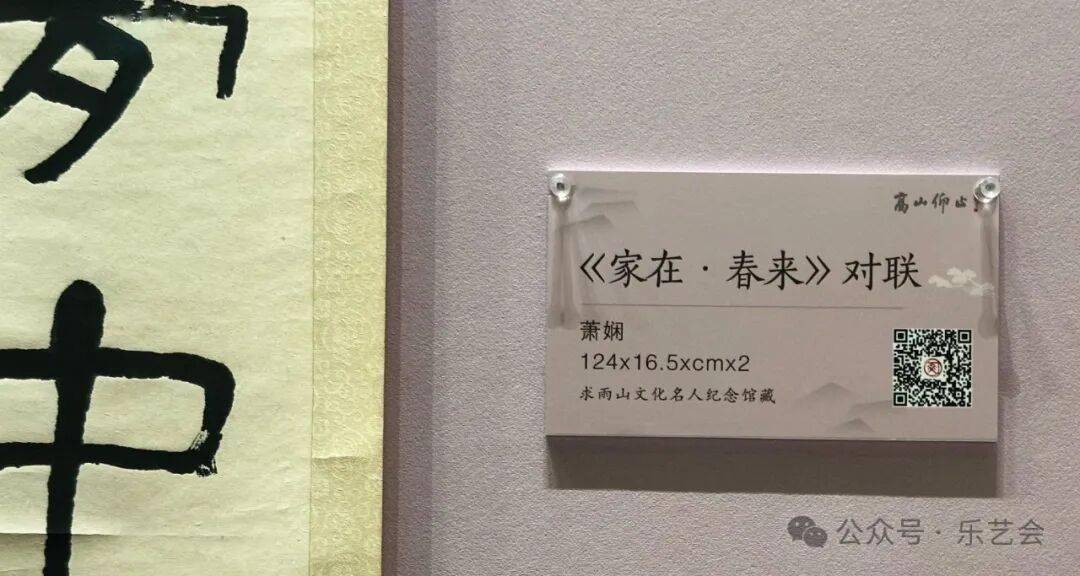 中
高山仰止
《家在·春来》对联
萧娴
124x16.5xcmx2
求雨山文化名人纪念馆藏
公众号·乐艺会